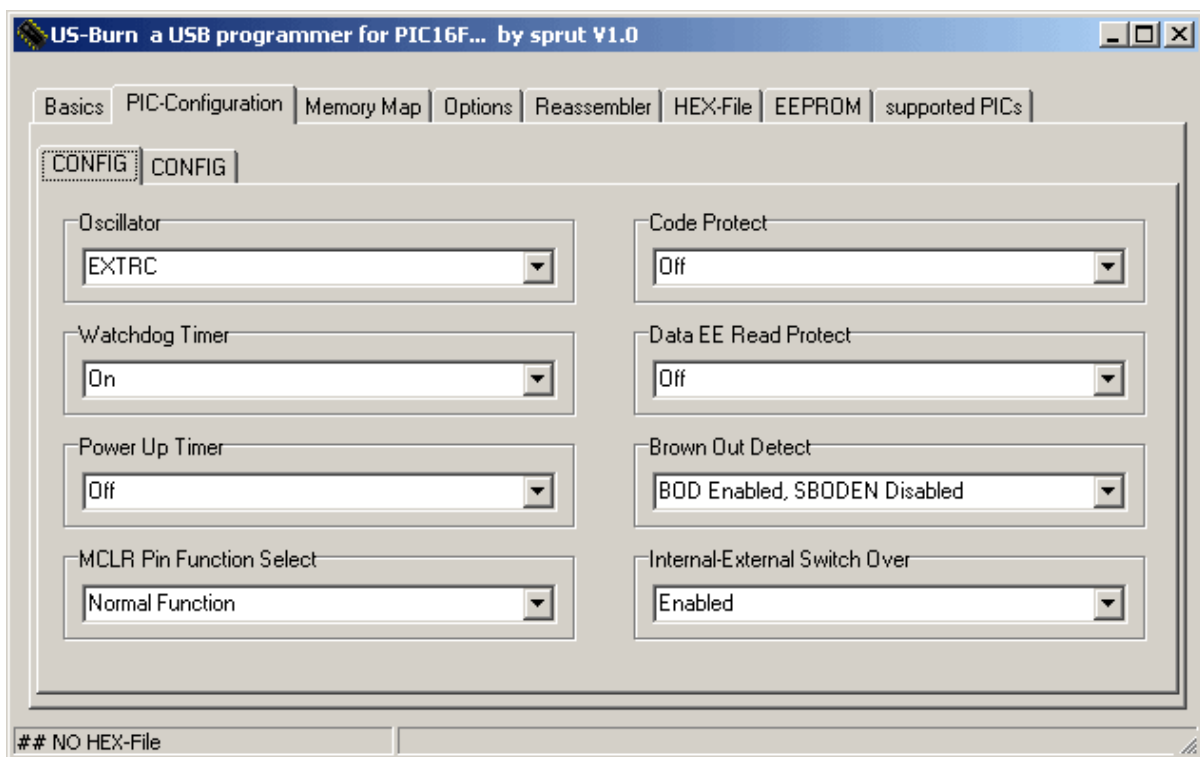 US-Burn a USB programmer for PIC16F... by sprut V1.0
Basics PIC-Configuration Memory Map Options Reassembler HEX-File EEPROM supported PICs
CONFIG CONFIG
Oscillator
EXTRC
Code Protect
Off
Watchdog Timer
On
Data EE Read Protect
Off
Power Up Timer
Off
Brown Out Detect
BOD Enabled, SBODEN Disabled
MCLR Pin Function Select
Normal Function
Internal-External Switch Over
Enabled
## NO HEX-File